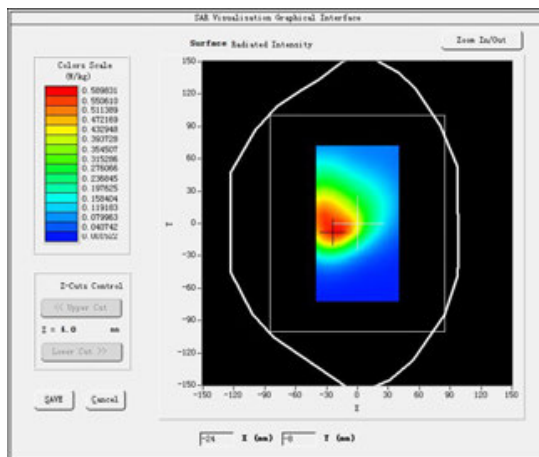 SAR Visualisation Graphical Interface
Surface Radiated Intensity
Zoom In/Out
Colors Scale
(W/kg)
0.589831
0.550610
0.511389
0.472169
0.432948
0.393728
0.354507
0.315286
0.276066
0.236845
0.197625
0.158404
0.119183
0.079963
0.040742
0.001522
Z-Cuts Control
<< Upper Cut
Z = 4.0 mm
Lower Cut >>
SAVE
Cancel
150
120
90
60
30
0
-30
-60
-90
-120
-150
Y
-150 -120 -90 -60 -30 0 30 60 90 120 150
X
-24 X (mm) -8 Y (mm)